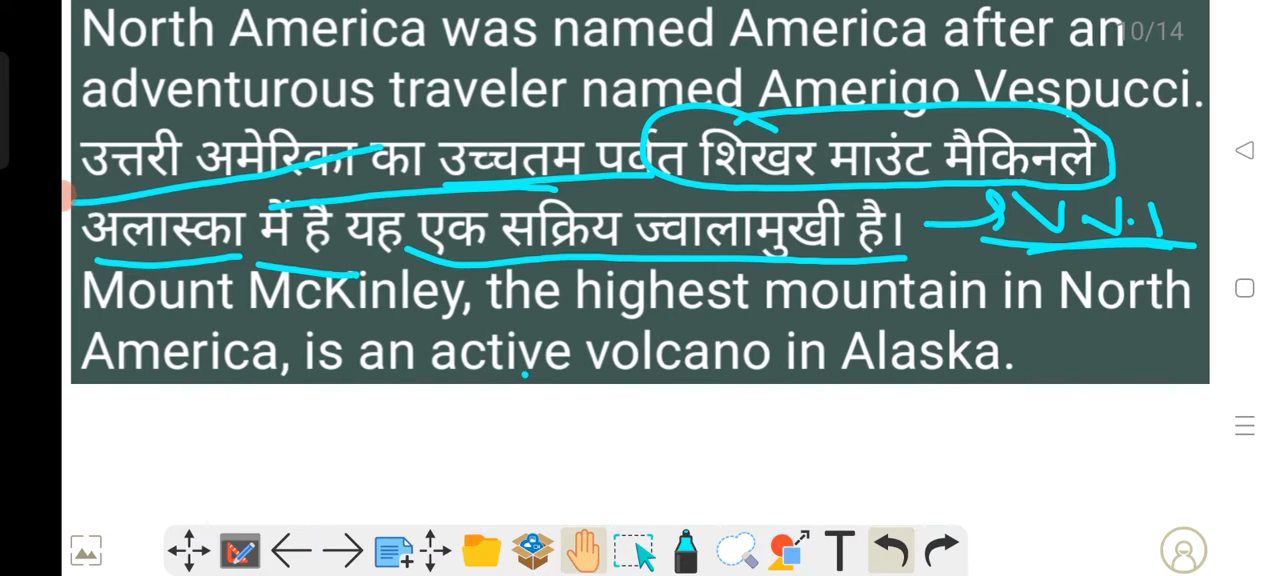 North America was named America after an
10/14
adventurous traveler named Amerigo Vespucci.
उत्तरी अमेरिका का उच्चतम पर्वत शिखर माउंट मैकिनले
अलास्का में है यह एक सक्रिय ज्वालामुखी है।
Mount McKinley, the highest mountain in North
America, is an active volcano in Alaska.
T